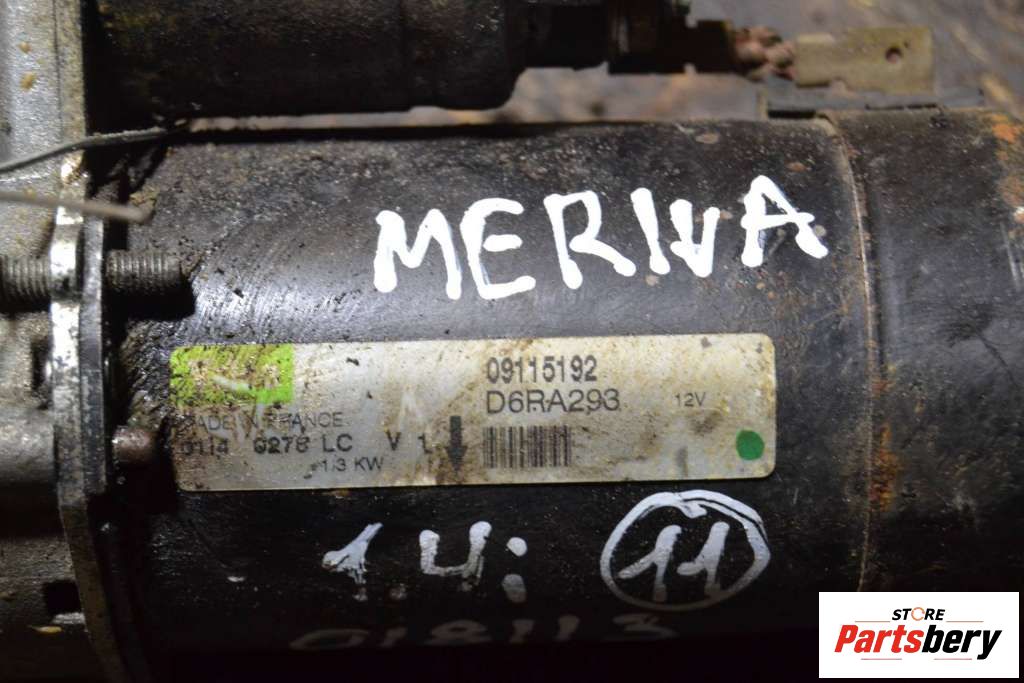 MERIVA
09115192
D6RA293 12V
MADE IN FRANCE
0278 LC V 1
1/3 KW
1.4i 11
018113
STORE
Partsbery